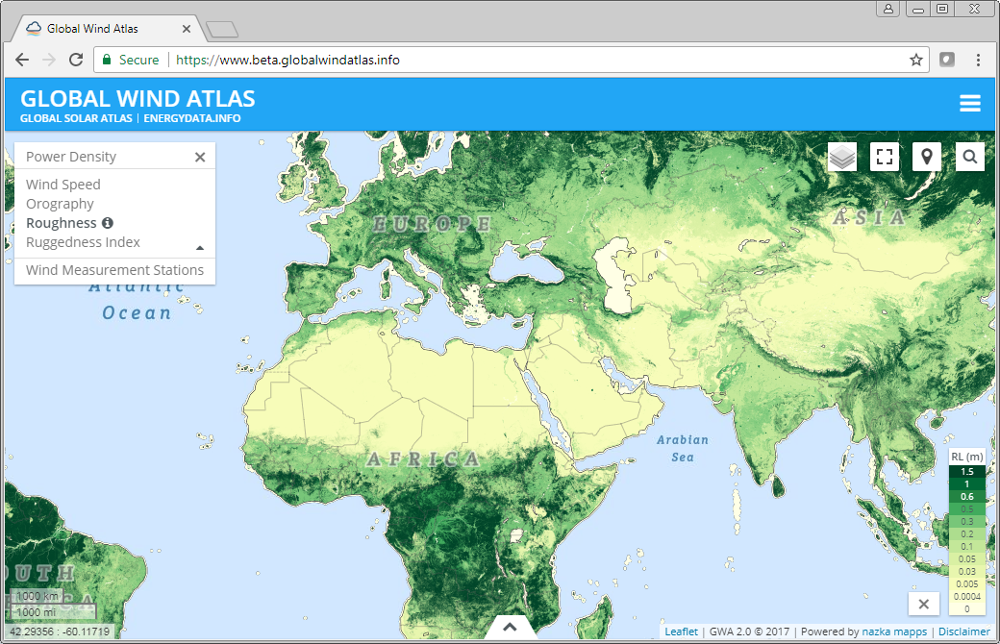 Global Wind Atlas
Secure
https://www.beta.globalwindatlas.info
GLOBAL WIND ATLAS
GLOBAL SOLAR ATLAS | ENERGYDATA.INFO
Power Density
Wind Speed
Orography
Roughness
Ruggedness Index
Wind Measurement Stations
Atlantic
Ocean
EUROPE
ASIA
AFRICA
Arabian
Sea
RL (m)
1.5
1
0.6
0.5
0.3
0.2
0.1
0.05
0.03
0.005
0.0004
0
1000 km
1000 mi
42.29356 : -60.11719
Leaflet | GWA 2.0 © 2017 | Powered by nazka mapps | Disclaimer